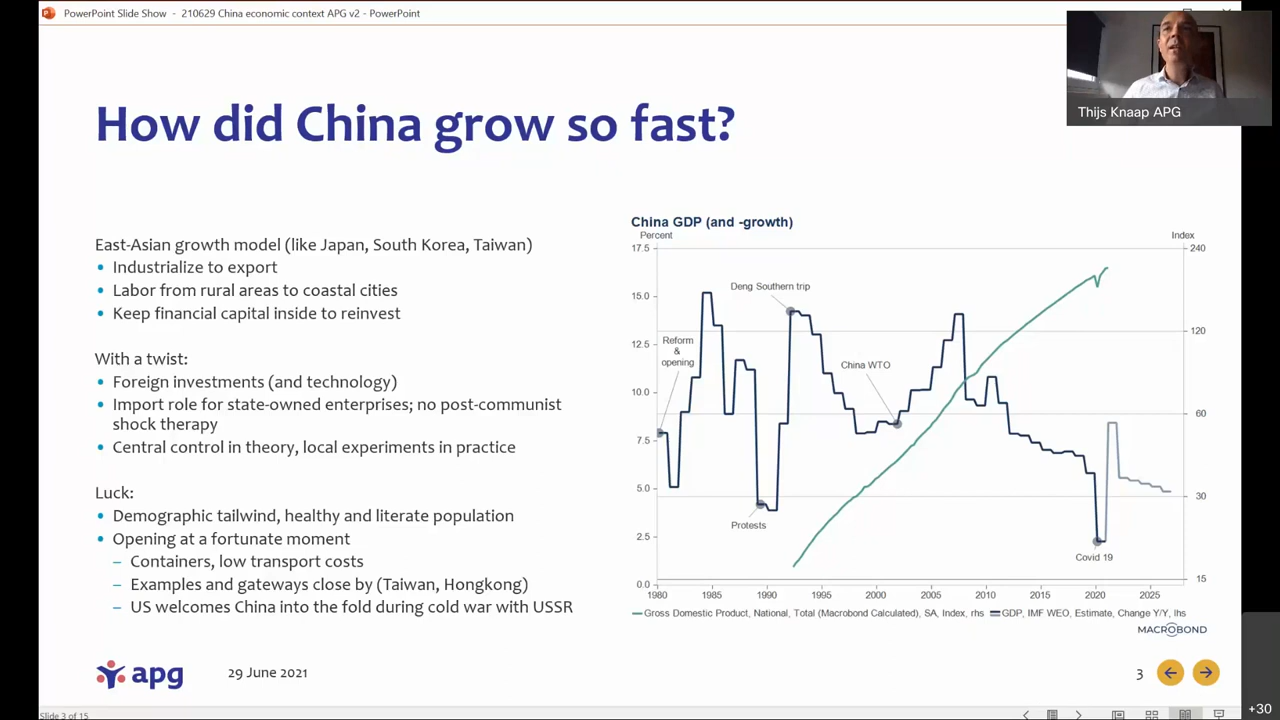 PowerPoint Slide Show - 210629 China economic context APG v2 - PowerPoint
Thijs Knaap APG
How did China grow so fast?
East-Asian growth model (like Japan, South Korea, Taiwan)
• Industrialize to export
• Labor from rural areas to coastal cities
• Keep financial capital inside to reinvest
With a twist:
• Foreign investments (and technology)
• Import role for state-owned enterprises; no post-communist
shock therapy
• Central control in theory, local experiments in practice
Luck:
• Demographic tailwind, healthy and literate population
• Opening at a fortunate moment
– Containers, low transport costs
– Examples and gateways close by (Taiwan, Hongkong)
– US welcomes China into the fold during cold war with USSR
China GDP (and -growth)
Percent
Index
17.5
15.0
12.5
10.0
7.5
5.0
2.5
0.0
240
120
60
30
15
Reform
&
opening
Deng Southern trip
China WTO
Protests
Covid 19
1980 1985 1990 1995 2000 2005 2010 2015 2020 2025
Gross Domestic Product, National, Total (Macrobond Calculated), SA, Index, rhs GDP, IMF WEO, Estimate, Change Y/Y, lhs
MACROBOND
apg
29 June 2021
3
Slide 3 of 15
+30